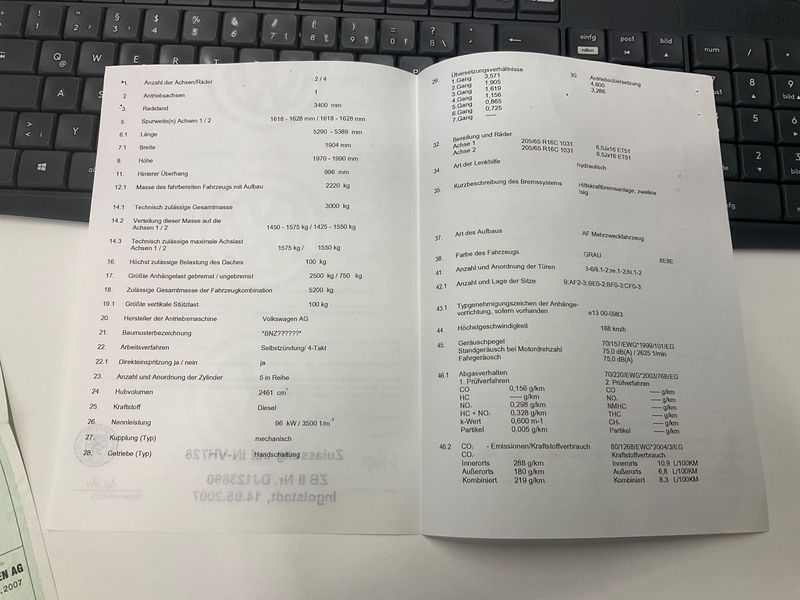 *1. Anzahl der Achsen/Räder 2 / 4
2. Antriebsachsen 1
*3. Radstand 3400 mm
5. Spurweite(n) Achsen 1 / 2 1618 - 1628 mm / 1618 - 1628 mm
6.1 Länge 5290 - 5389 mm
7.1 Breite 1904 mm
8. Höhe 1970 - 1990 mm
11. Hinterer Überhang 996 mm
12.1 Masse des fahrbereiten Fahrzeugs mit Aufbau 2220 kg
14.1 Technisch zulässige Gesamtmasse 3000 kg
14.2 Verteilung dieser Masse auf die
Achsen 1 / 2 1450 - 1575 kg / 1425 - 1550 kg
14.3 Technisch zulässige maximale Achslast
Achsen 1 / 2 1575 kg / 1550 kg
16. Höchst zulässige Belastung des Daches 100 kg
17. Größte Anhängelast gebremst / ungebremst 2500 kg / 750 kg
18. Zulässige Gesamtmasse der Fahrzeugkombination 5200 kg
19.1 Größte vertikale Stützlast 100 kg
20. Hersteller der Antriebsmaschine Volkswagen AG
21. Baumusterbezeichnung *BNZ??????*
22. Arbeitsverfahren Selbstzündung/ 4-Takt
22.1 Direkteinspritzung ja / nein ja
23. Anzahl und Anordnung der Zylinder 5 in Reihe
24. Hubvolumen 2461 cm³
25. Kraftstoff Diesel
26. Nennleistung 96 kW / 3500 1/m⁻¹
27. Kupplung (Typ) mechanisch
28. Getriebe (Typ) Handschaltung
Zulassung IN-VH728
ZB II Nr. DJ123890
Ingolstadt, 14.06.2007
29. Übersetzungsverhältnisse 30. Antriebsübersetzung
1.Gang 3,571 4,600
2.Gang 1,905 3,286
3.Gang 1,619
4.Gang 1,156
5.Gang 0,865
6.Gang 0,725
7.Gang -----
32. Bereifung und Räder
Achse 1 205/65 R16C 103T 6,5Jx16 ET51
Achse 2 205/65 R16C 103T 6,5Jx16 ET51
34. Art der Lenkhilfe hydraulisch
35. Kurzbeschreibung des Bremssystems Hilfskraftbremsanlage, zweikre
isig
37. Art des Aufbaus AF Mehrzweckfahrzeug
38. Farbe des Fahrzeugs GRAU 8E8E
41. Anzahl und Anordnung der Türen 3-6/li.1-2;re.1-2;hi.1-2
42.1 Anzahl und Lage der Sitze 9;AF2-3;BE0-2;BF0-3;CF0-3
43.1 Typgenehmigungszeichen der Anhänge-
vorrichtung, sofern vorhanden e13 00-0983
44. Höchstgeschwindigkeit 168 km/h
45. Geräuschpegel 70/157/EWG*1999/101/EG
Standgeräusch bei Motordrehzahl 75,0 dB(A) / 2625 1/min
Fahrgeräusch 75,0 dB(A)
46.1 Abgasverhalten 70/220/EWG*2003/76B/EG
1. Prüfverfahren 2. Prüfverfahren
CO 0,156 g/km CO ----- g/km
HC ----- g/km NOₓ ----- g/km
NOₓ 0,298 g/km NMHC ----- g/km
HC + NOₓ 0,328 g/km THC ----- g/km
k-Wert 0,600 m-1 CH₄ ----- g/km
Partikel 0,005 g/km Partikel ----- g/km
46.2 CO₂ - Emissionen/Kraftstoffverbrauch 80/1268/EWG*2004/3/EG
CO₂ Kraftstoffverbrauch
Innerorts 288 g/km Innerorts 10,9 L/100KM
Außerorts 180 g/km Außerorts 6,8 L/100KM
Kombiniert 219 g/km Kombiniert 8,3 L/100KM
EN AG
.2007